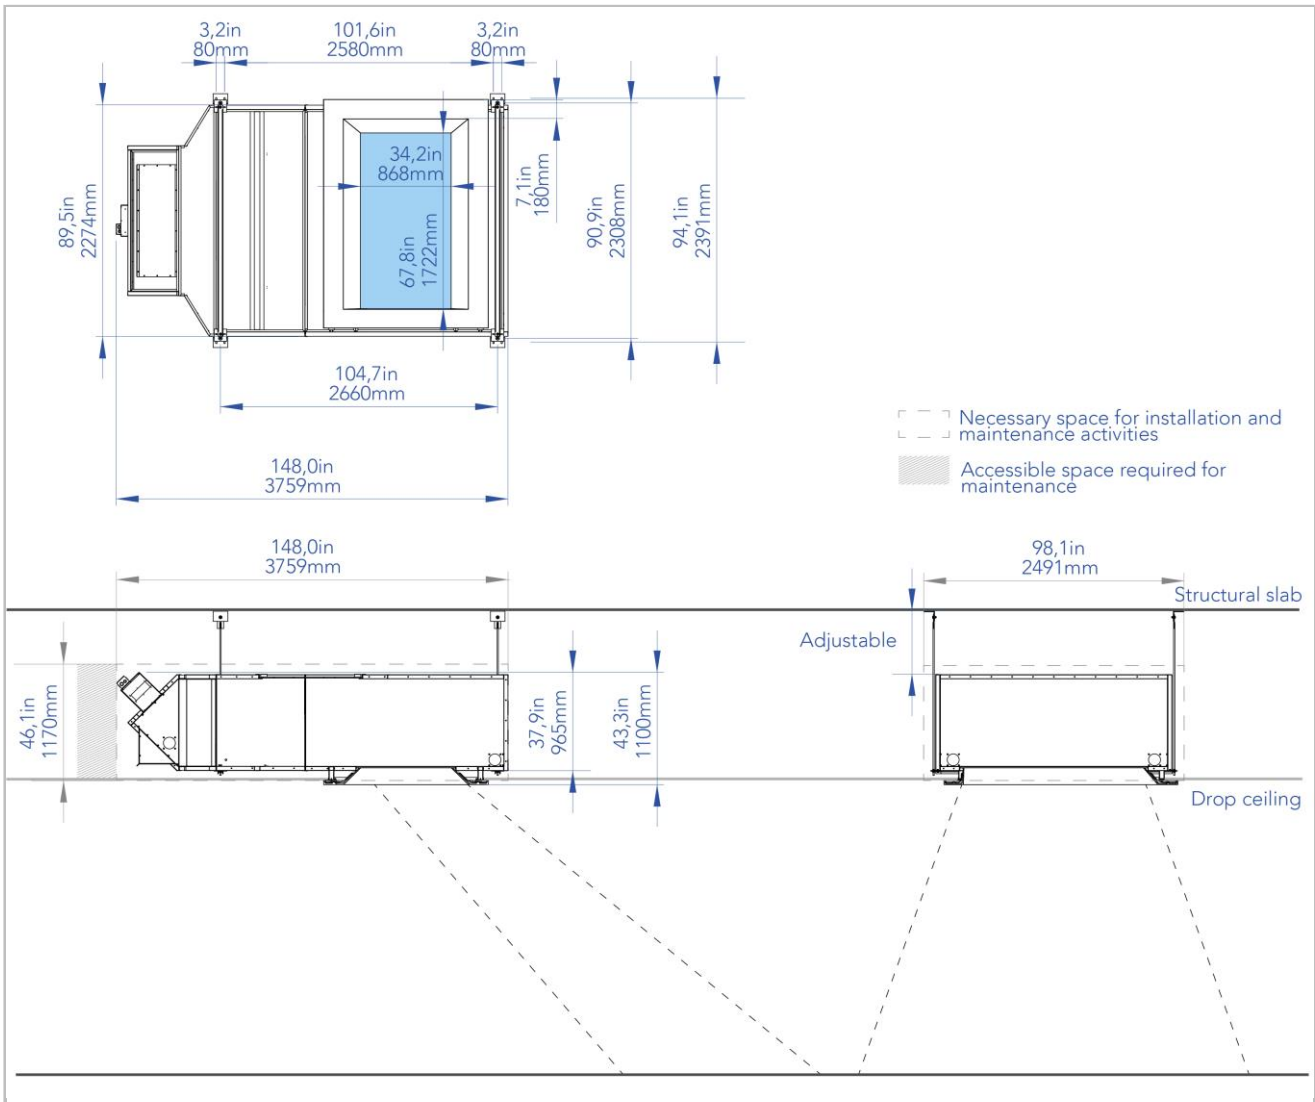 3,2in
80mm
101,6in
2580mm
3,2in
80mm
34,2in
868mm
67,8in
1722mm
7,1in
180mm
90,9in
2308mm
94,1in
2391mm
89,5in
2274mm
104,7in
2660mm
148,0in
3759mm
Necessary space for installation and
maintenance activities
Accessible space required for
maintenance
148,0in
3759mm
98,1in
2491mm
Structural slab
Adjustable
46,1in
1170mm
37,9in
965mm
43,3in
1100mm
Drop ceiling